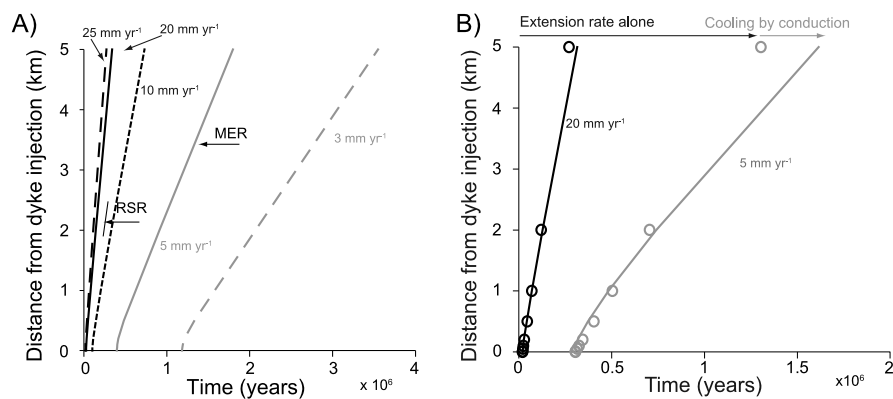 A)
25 mm yr⁻¹
20 mm yr⁻¹
10 mm yr⁻¹
MER
3 mm yr⁻¹
RSR
5 mm yr⁻¹
Distance from dyke injection (km)
5
4
3
2
1
0
0 1 2 3 4
Time (years)
x 10⁶
B)
Extension rate alone
Cooling by conduction
20 mm yr⁻¹
5 mm yr⁻¹
Distance from dyke injection (km)
5
4
3
2
1
0
0 0.5 1 1.5 2
Time (years)
x10⁶